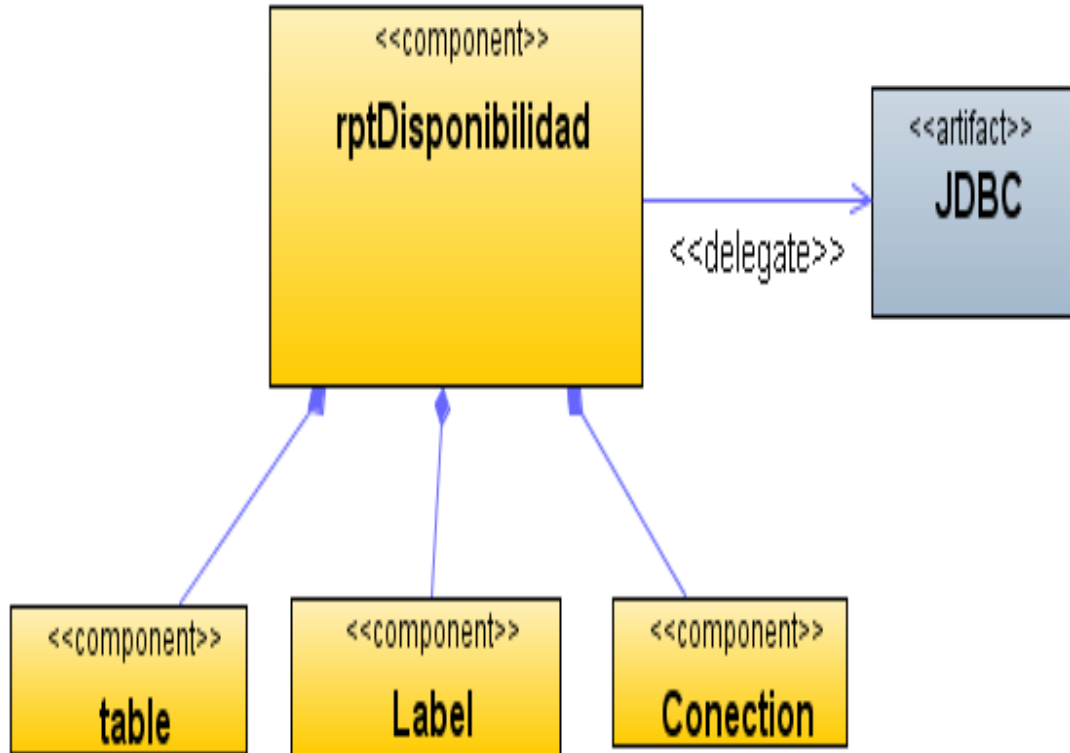 <<component>>
rptDisponibilidad
<<artifact>>
JDBC
<<delegate>>
<<component>>
table
<<component>>
Label
<<component>>
Conection